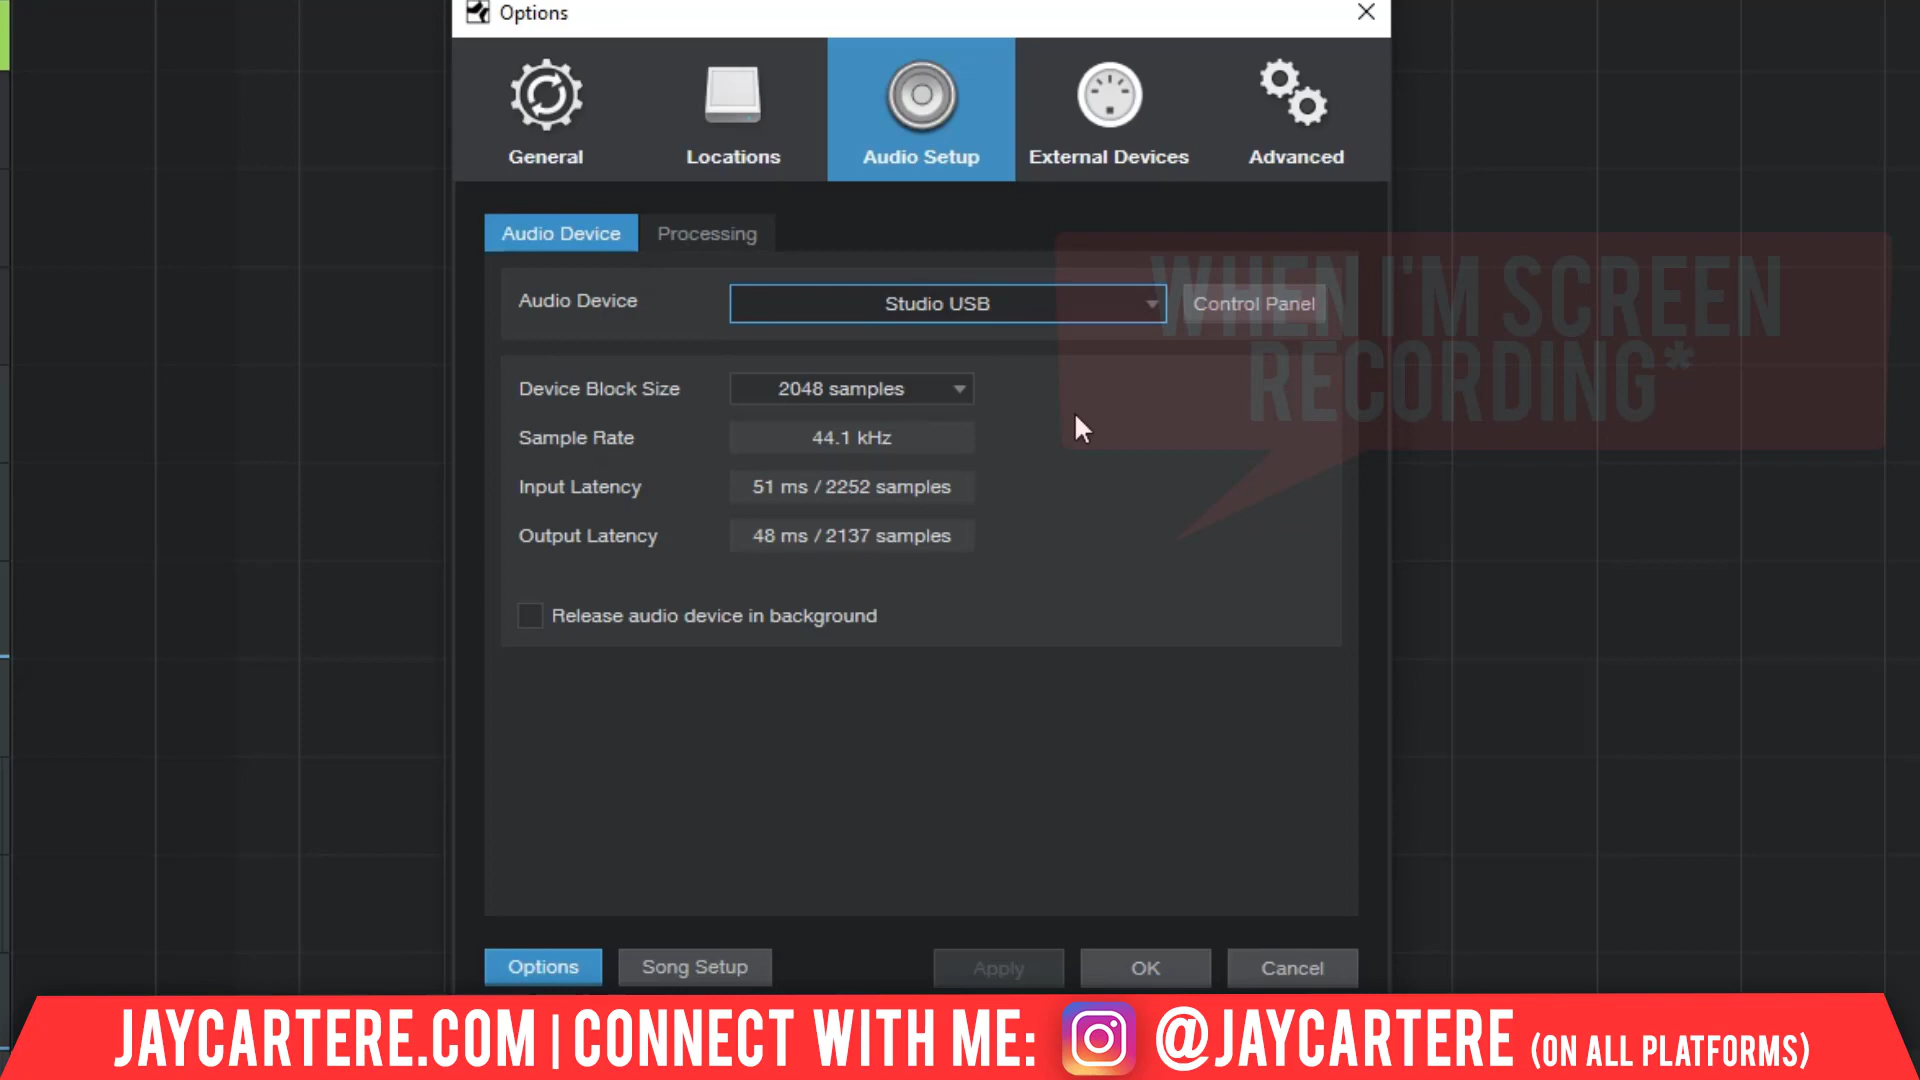 Options
General
Locations
Audio Setup
External Devices
Advanced
Audio Device
Processing
Audio Device
Studio USB
Control Panel
WHEN I'M SCREEN
RECORDING*
Device Block Size
2048 samples
Sample Rate
44.1 kHz
Input Latency
51 ms / 2252 samples
Output Latency
48 ms / 2137 samples
Release audio device in background
Options
Song Setup
Apply
OK
Cancel
JAYCARTERE.COM | CONNECT WITH ME: @JAYCARTERE (ON ALL PLATFORMS)